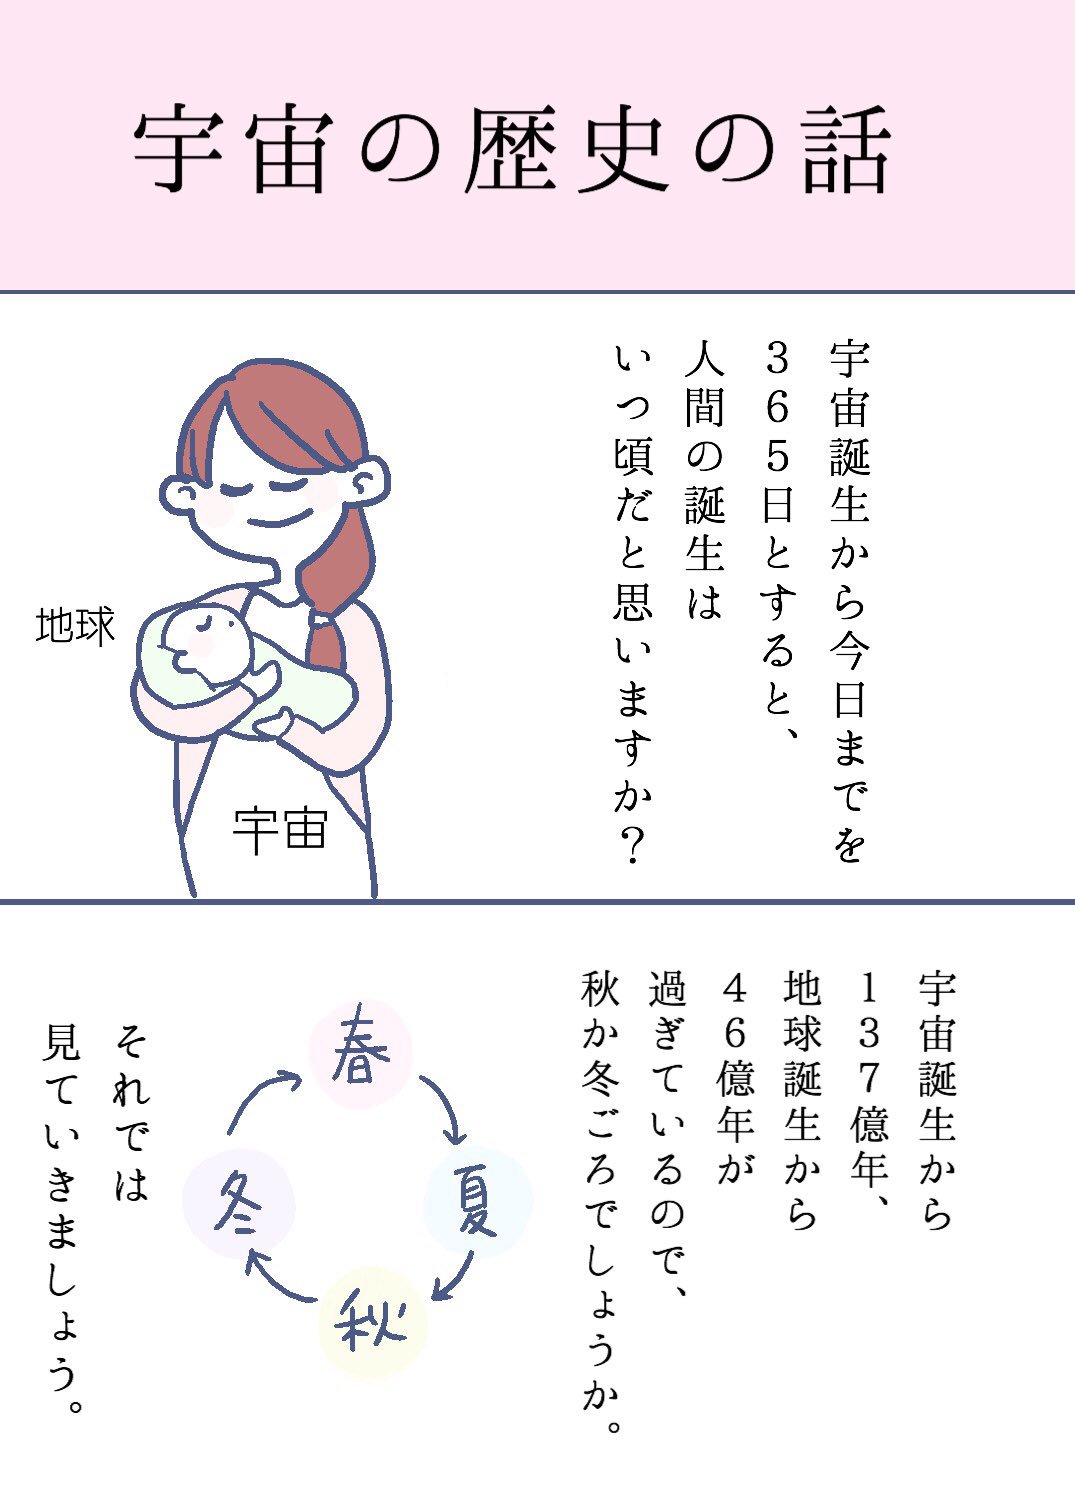 宇宙の歴史の話
宇宙誕生から今日までを
365日とすると、
人間の誕生は
いつ頃だと思いますか？
地球
宇宙
宇宙誕生から
137億年、
地球誕生から
46億年が
過ぎているので、
秋か冬ごろでしょうか。
春
夏
秋
冬
それでは
見ていきましょう。